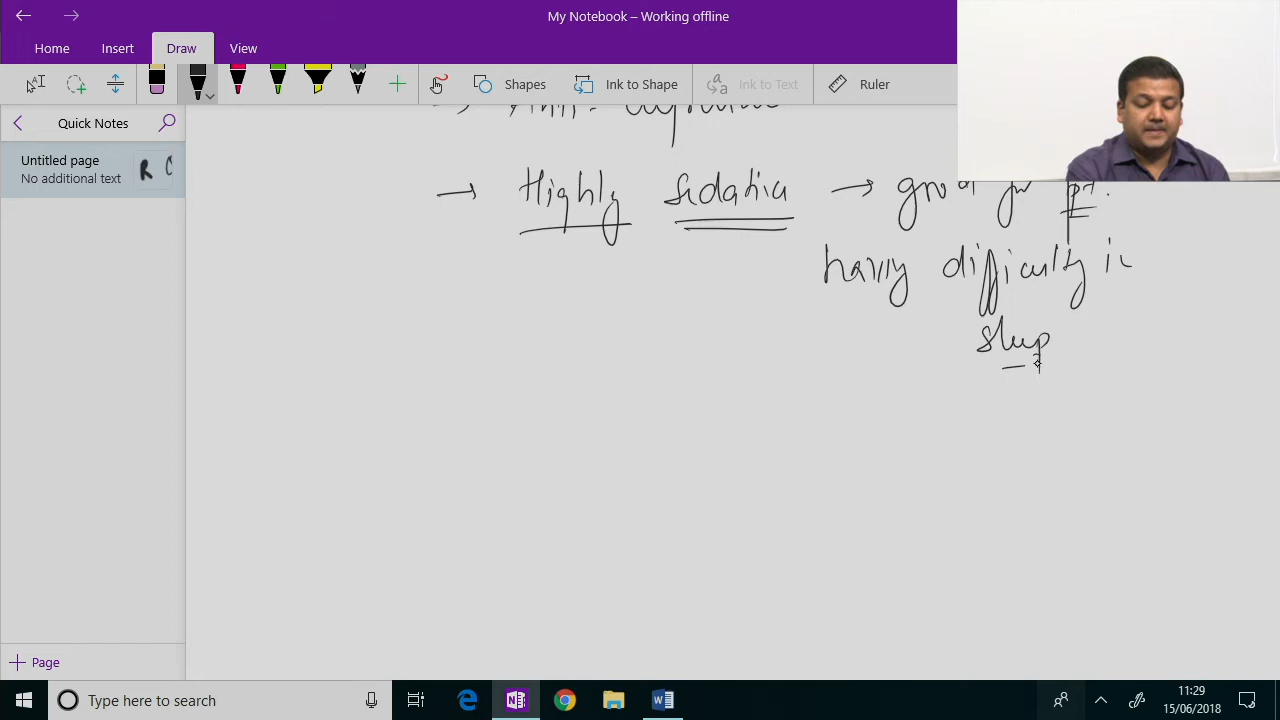 My Notebook – Working offline
Home Insert Draw View
Shapes Ink to Shape Ink to Text Ruler
Quick Notes
Untitled page
No additional text
R C
→ Highly sedative → good for pt.
having difficulty in
sleep
+ Page
Type here to search
11:29
15/06/2018